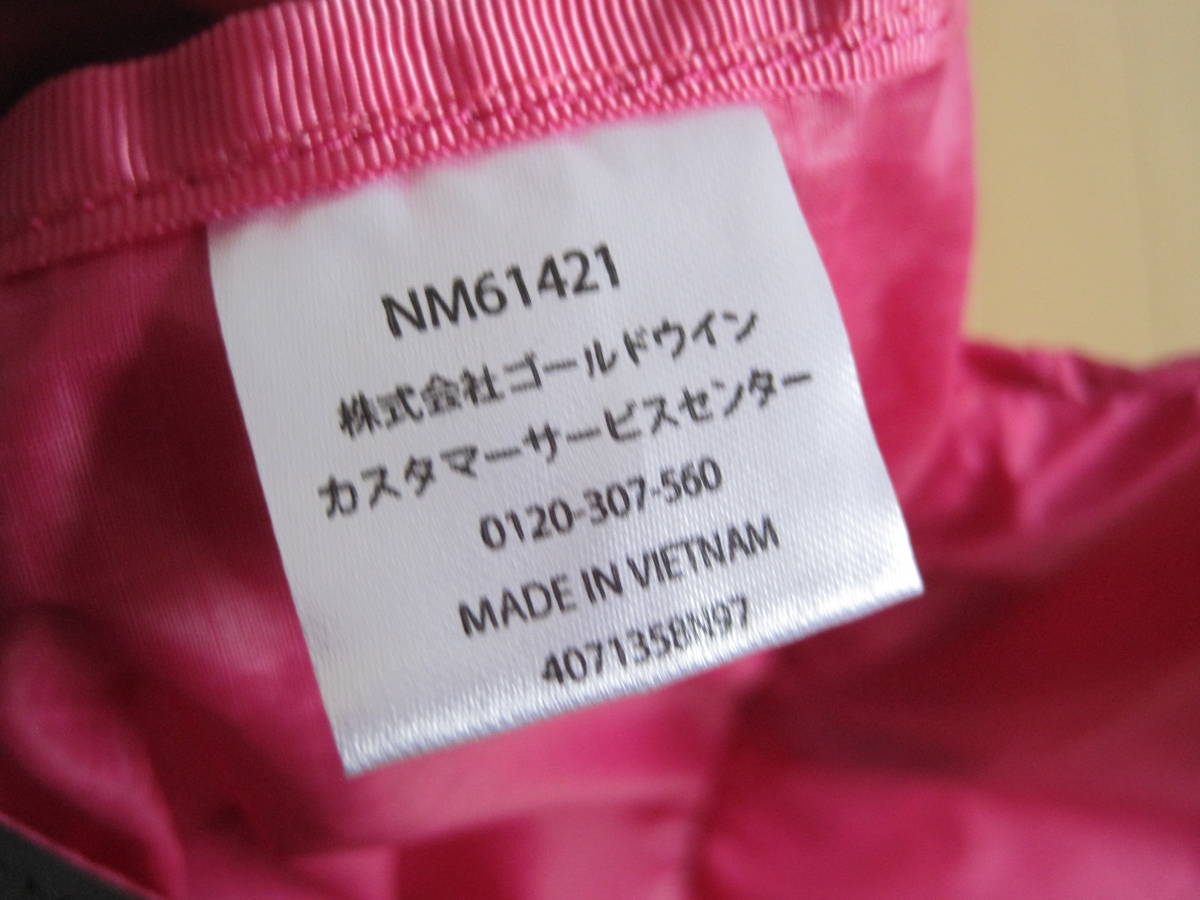 NM61421
株式会社ゴールドウイン
カスタマーサービスセンター
0120-307-560
MADE IN VIETNAM
4071358N97